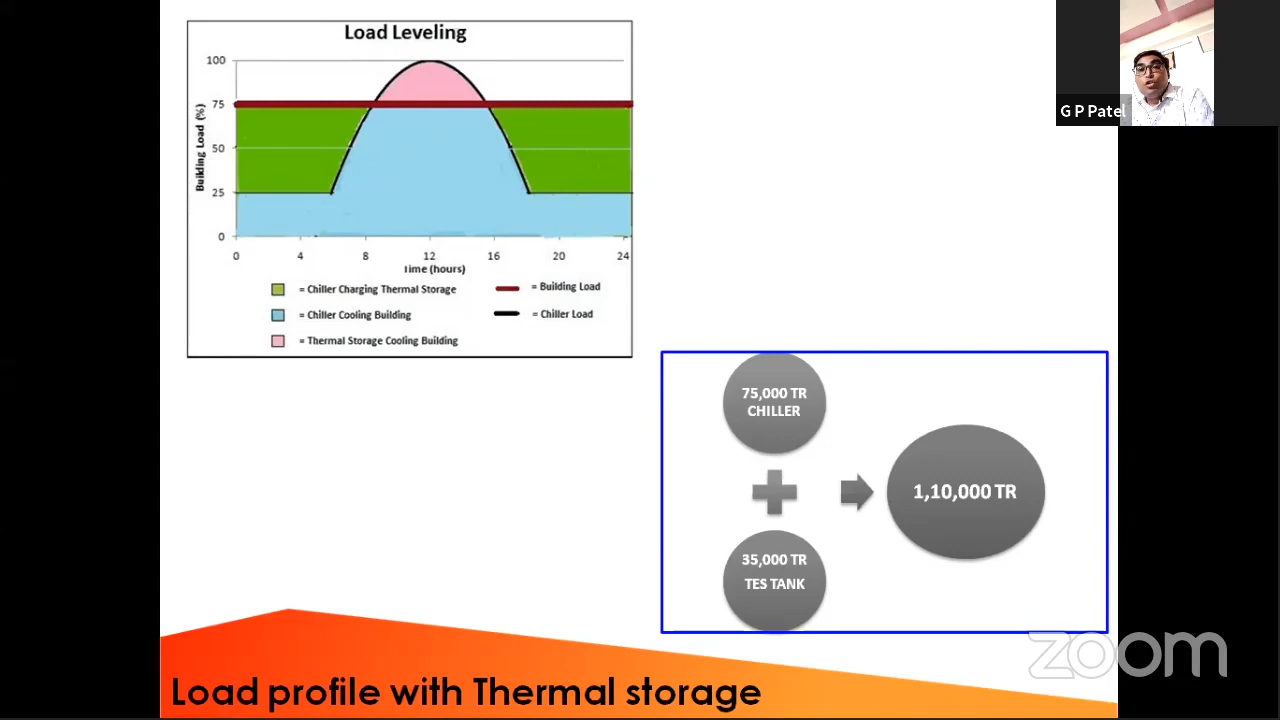 Load Leveling
100
75
50
25
0
Building Load (%)
0 4 8 12 16 20 24
Time (hours)
= Chiller Charging Thermal Storage
= Building Load
= Chiller Cooling Building
= Chiller Load
= Thermal Storage Cooling Building
G P Patel
75,000 TR
CHILLER
1,10,000 TR
35,000 TR
TES TANK
zoom
Load profile with Thermal storage